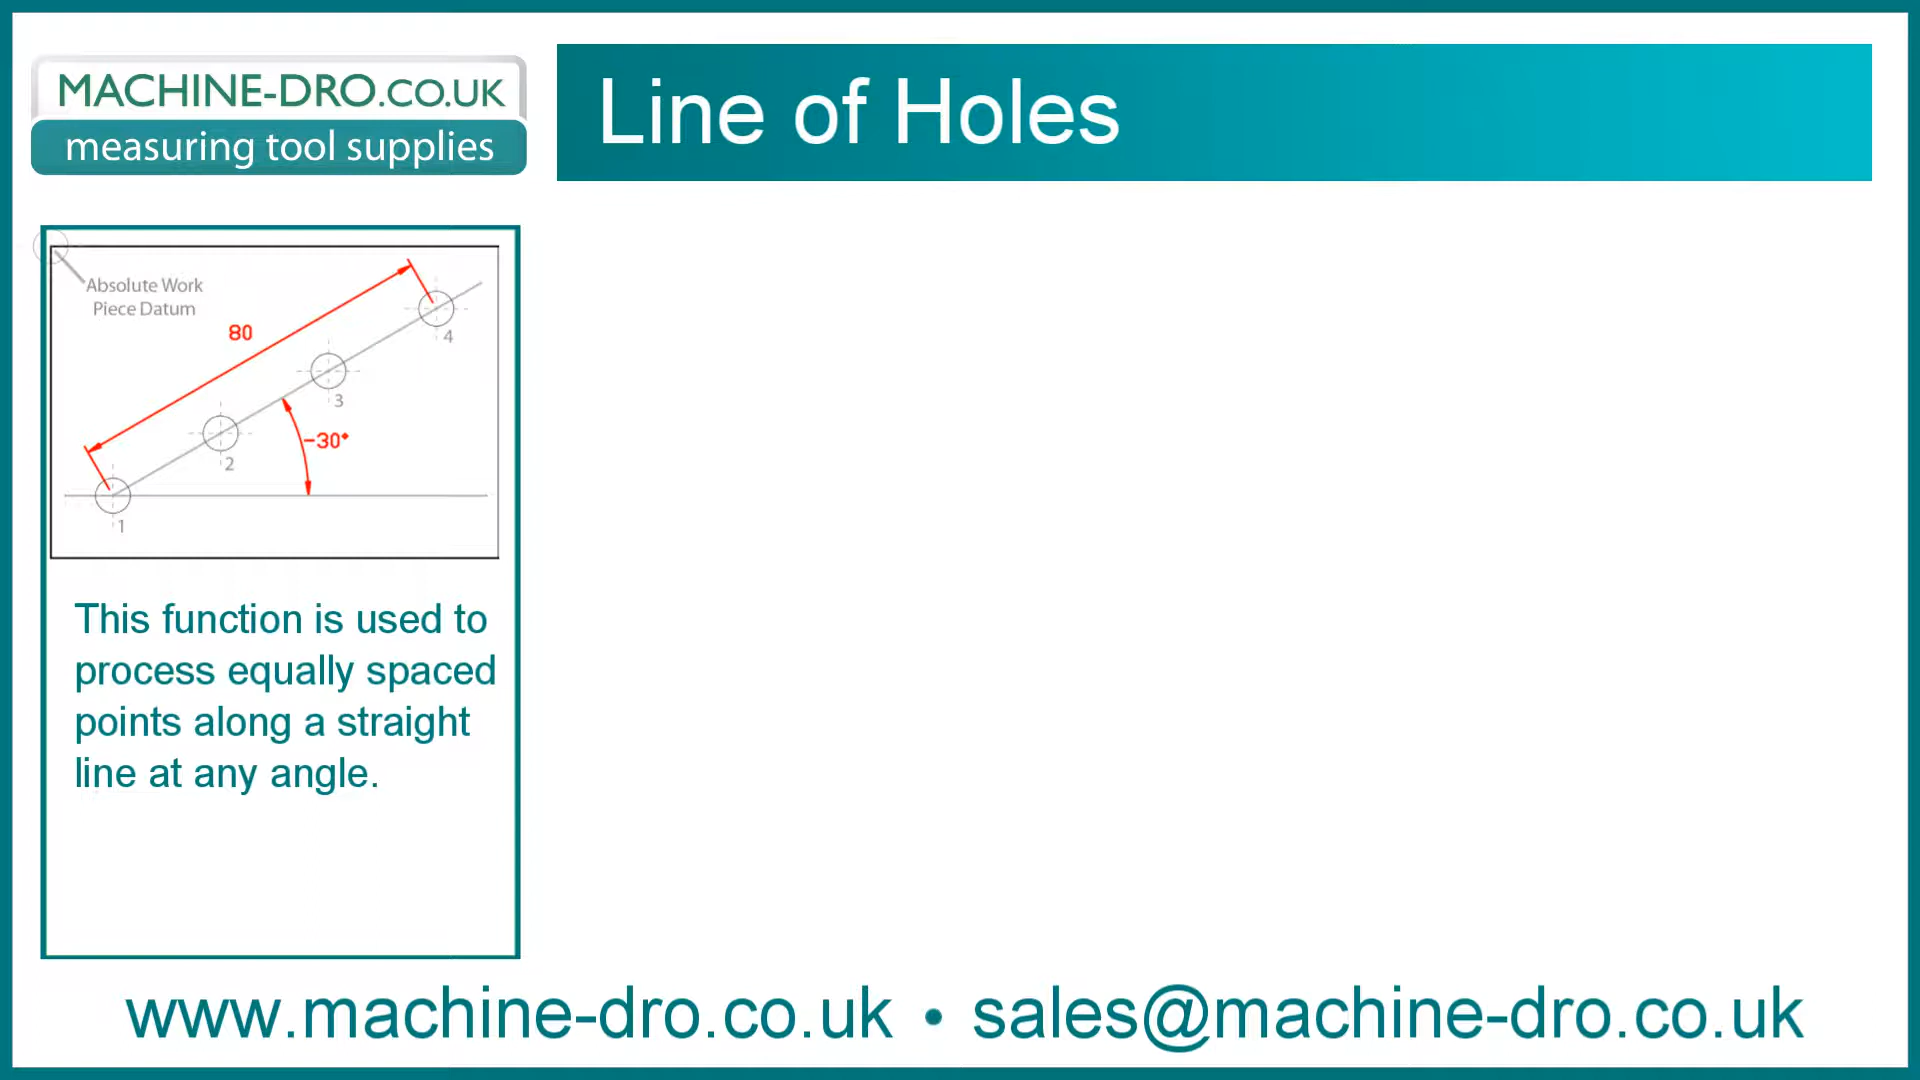 MACHINE-DRO.CO.UK
measuring tool supplies
Line of Holes
Absolute Work
Piece Datum
80
4
3
-30°
2
1
This function is used to
process equally spaced
points along a straight
line at any angle.
www.machine-dro.co.uk • sales@machine-dro.co.uk